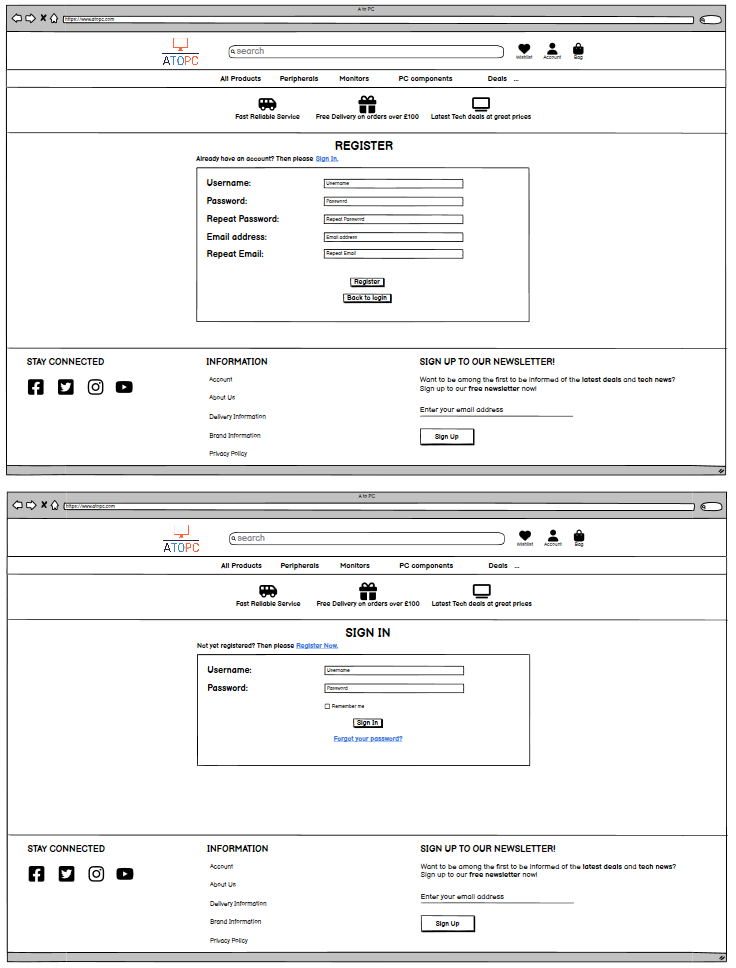 A to PC
https://www.atopc.com
ATOPC
search
Wishlist Account Bag
All Products Peripherals Monitors PC components Deals ...
Fast Reliable Service Free Delivery on orders over £100 Latest Tech deals at great prices
REGISTER
Already have an account? Then please Sign In.
Username: Username
Password: Password
Repeat Password: Repeat Password
Email address: Email address
Repeat Email: Repeat Email
Register
Back to login
STAY CONNECTED
INFORMATION
Account
About Us
Delivery Information
Brand Information
Privacy Policy
SIGN UP TO OUR NEWSLETTER!
Want to be among the first to be informed of the latest deals and tech news?
Sign up to our free newsletter now!
Enter your email address
Sign Up
A to PC
https://www.atopc.com
ATOPC
search
Wishlist Account Bag
All Products Peripherals Monitors PC components Deals ...
Fast Reliable Service Free Delivery on orders over £100 Latest Tech deals at great prices
SIGN IN
Not yet registered? Then please Register Now.
Username: Username
Password: Password
Remember me
Sign In
Forgot your password?
STAY CONNECTED
INFORMATION
Account
About Us
Delivery Information
Brand Information
Privacy Policy
SIGN UP TO OUR NEWSLETTER!
Want to be among the first to be informed of the latest deals and tech news?
Sign up to our free newsletter now!
Enter your email address
Sign Up